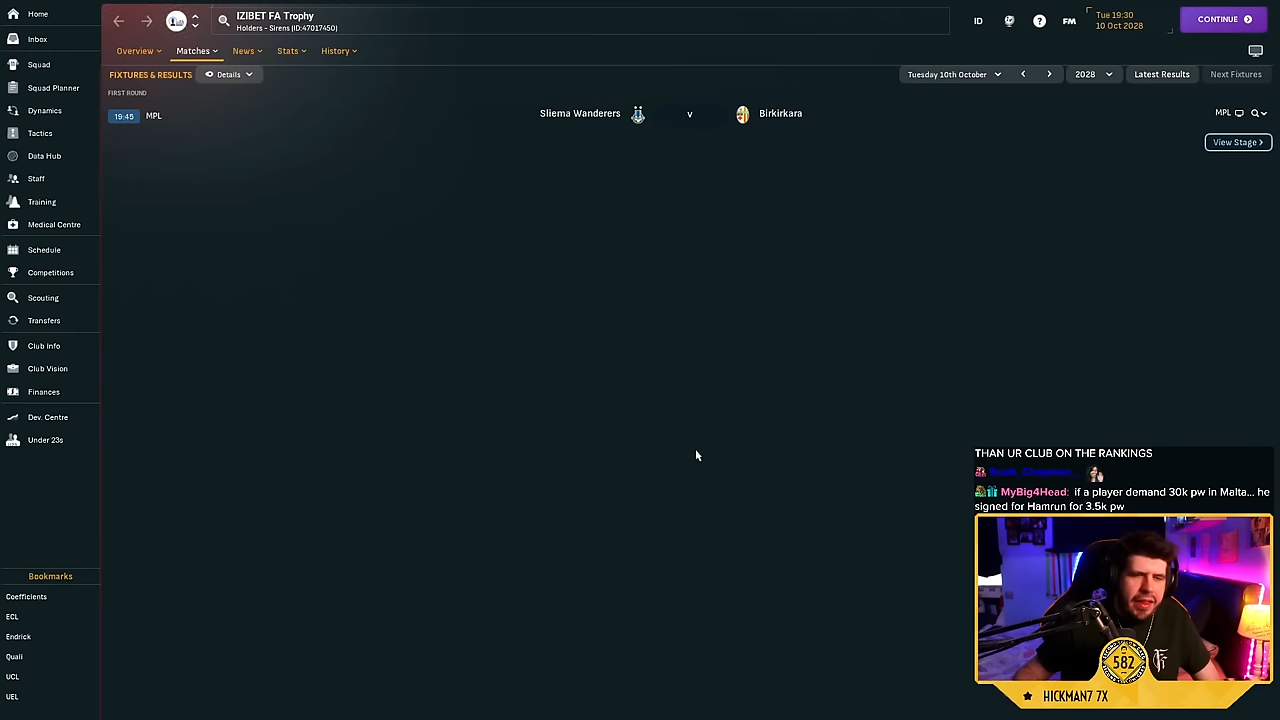 Home
IZIBET FA Trophy
Holders - Sirens (ID:47017450)
ID
FM
Tue 19:30
10 Oct 2028
CONTINUE
Inbox
Overview
Matches
News
Stats
History
Squad
FIXTURES & RESULTS
Details
Tuesday 10th October
2028
Latest Results
Next Fixtures
Squad Planner
FIRST ROUND
Dynamics
19:45
MPL
Sliema Wanderers
v
Birkirkara
MPL
Tactics
View Stage
Data Hub
Staff
Training
Medical Centre
Schedule
Competitions
Scouting
Transfers
Club Info
Club Vision
Finances
Dev. Centre
Under 23s
Bookmarks
Coefficients
ECL
Endrick
Quali
UCL
UEL
THAN UR CLUB ON THE RANKINGS
MyBig4Head: if a player demand 30k pw in Malta... he
signed for Hamrun for 3.5k pw
582
HICKMAN7 7X